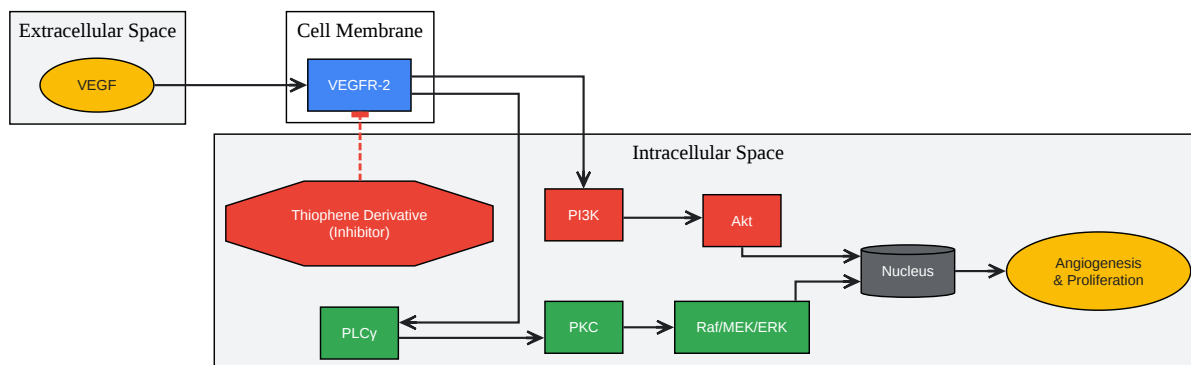 Extracellular Space
Cell Membrane
VEGF
VEGFR-2
Intracellular Space
Thiophene Derivative
(Inhibitor)
PI3K
Akt
Nucleus
Angiogenesis
& Proliferation
PLCγ
PKC
Raf/MEK/ERK